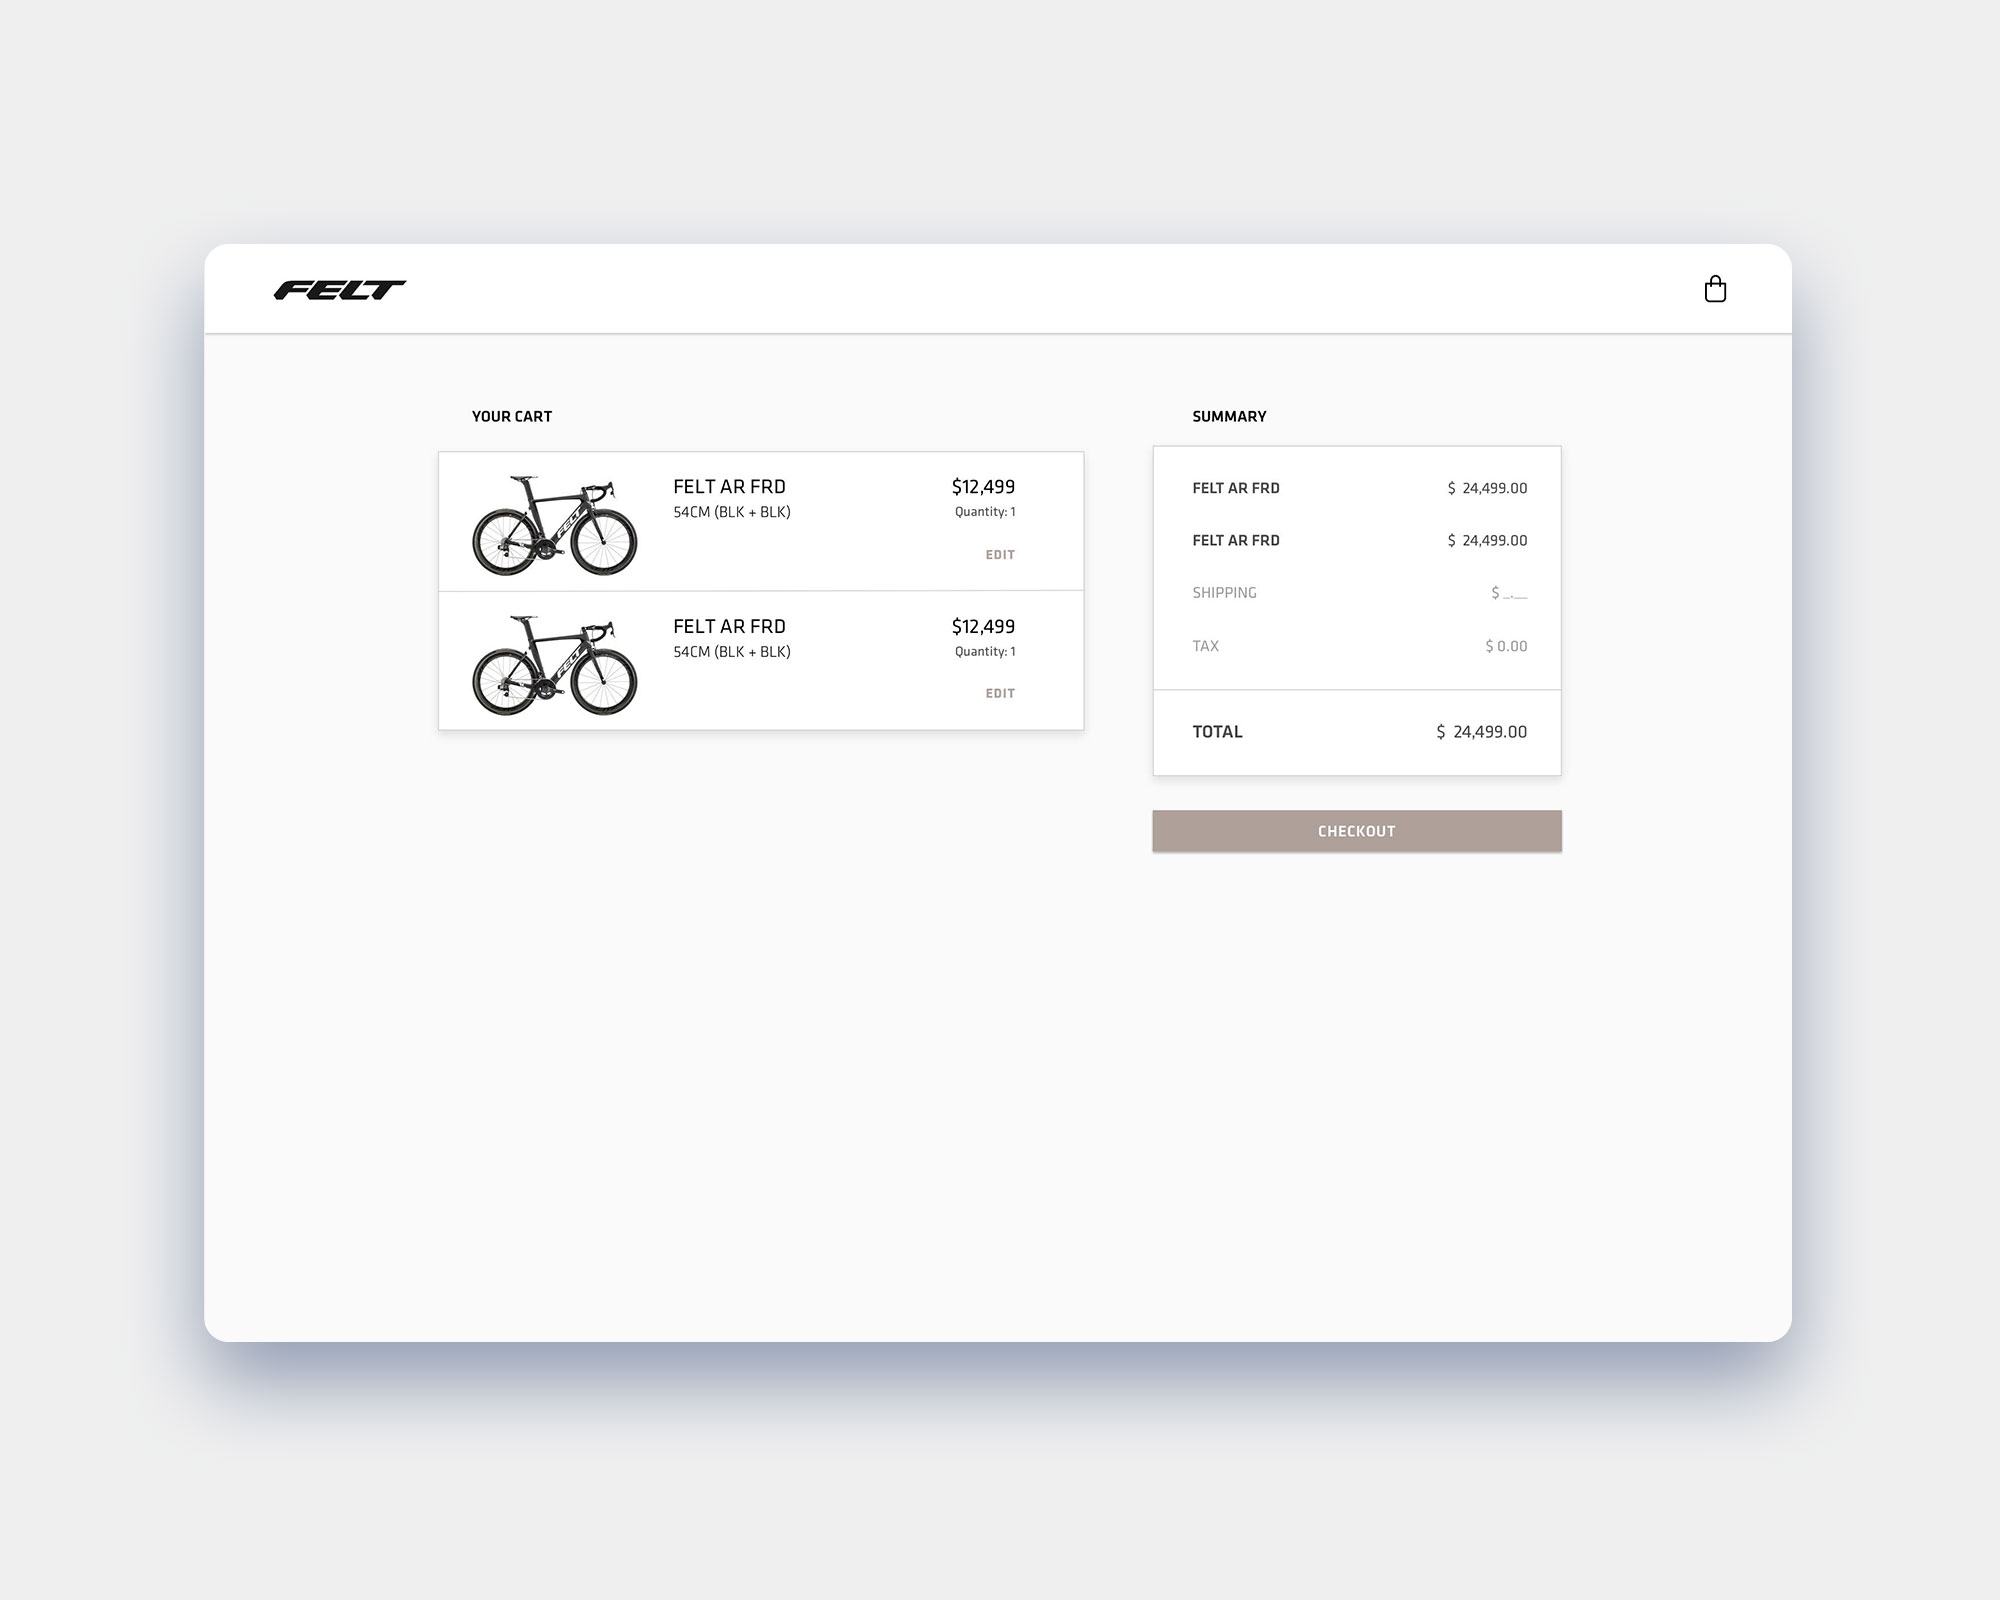 FELT
YOUR CART
FELT AR FRD
$12,499
54CM (BLK + BLK)
Quantity: 1
EDIT
FELT
FELT AR FRD
$12,499
54CM (BLK + BLK)
Quantity: 1
EDIT
FELT
SUMMARY
FELT AR FRD $ 24,499.00
FELT AR FRD $ 24,499.00
SHIPPING $ _.__
TAX $ 0.00
TOTAL $ 24,499.00
CHECKOUT